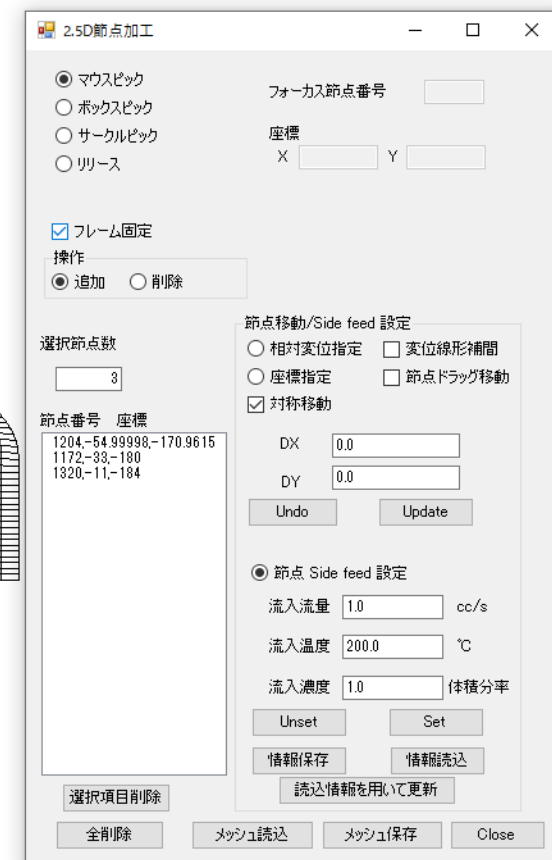 2.5D節点加工
マウスピック
ボックスピック
サークルピック
リリース
フォーカス節点番号
座標
X Y
フレーム固定
操作
追加 削除
選択節点数
3
節点番号 座標
1204,-54.99998,-170.9615
1172,-33,-180
1320,-11,-184
選択項目削除
節点移動/Side feed 設定
相対変位指定 変位線形補間
座標指定 節点ドラッグ移動
対称移動
DX 0.0
DY 0.0
Undo Update
節点 Side feed 設定
流入流量 1.0 cc/s
流入温度 200.0 ℃
流入濃度 1.0 体積分率
Unset Set
情報保存 情報読込
読込情報を用いて更新
全削除 メッシュ読込 メッシュ保存 Close